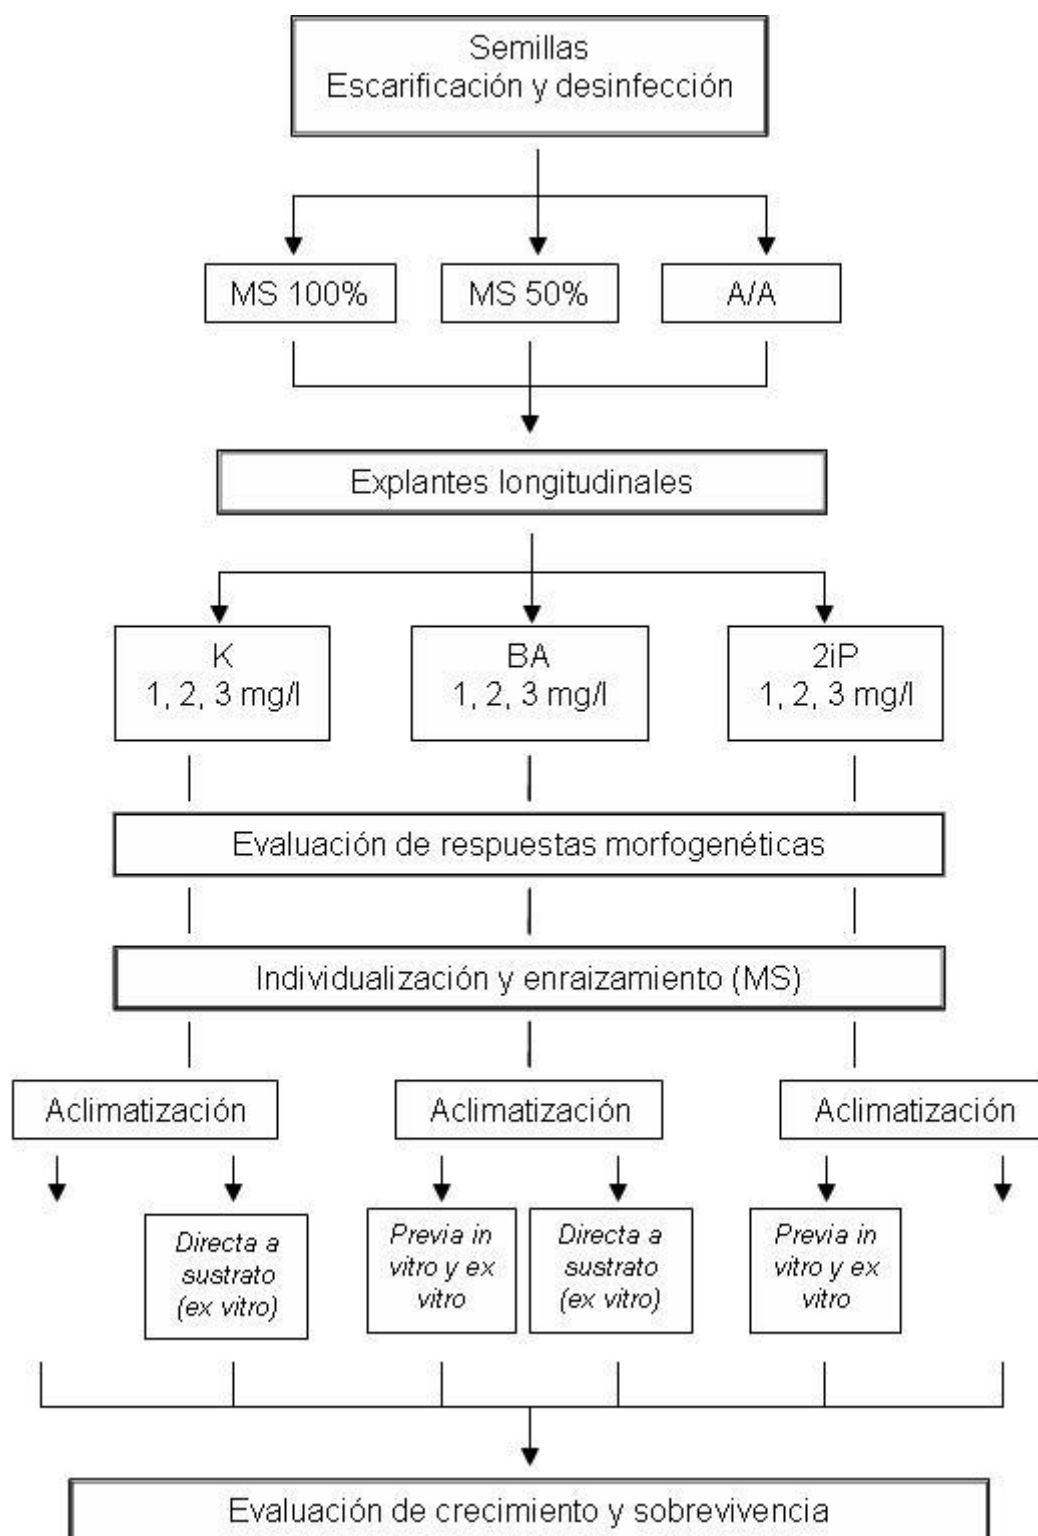 Semillas
Escarificación y desinfección
MS 100%
MS 50%
A/A
Explantes longitudinales
K
1, 2, 3 mg/l
BA
1, 2, 3 mg/l
2iP
1, 2, 3 mg/l
Evaluación de respuestas morfogenéticas
Individualización y enraizamiento (MS)
Aclimatización
Aclimatización
Aclimatización
Directa a
sustrato
(ex vitro)
Previa in
vitro y ex
vitro
Directa a
sustrato
(ex vitro)
Previa in
vitro y ex
vitro
Evaluación de crecimiento y sobrevivencia